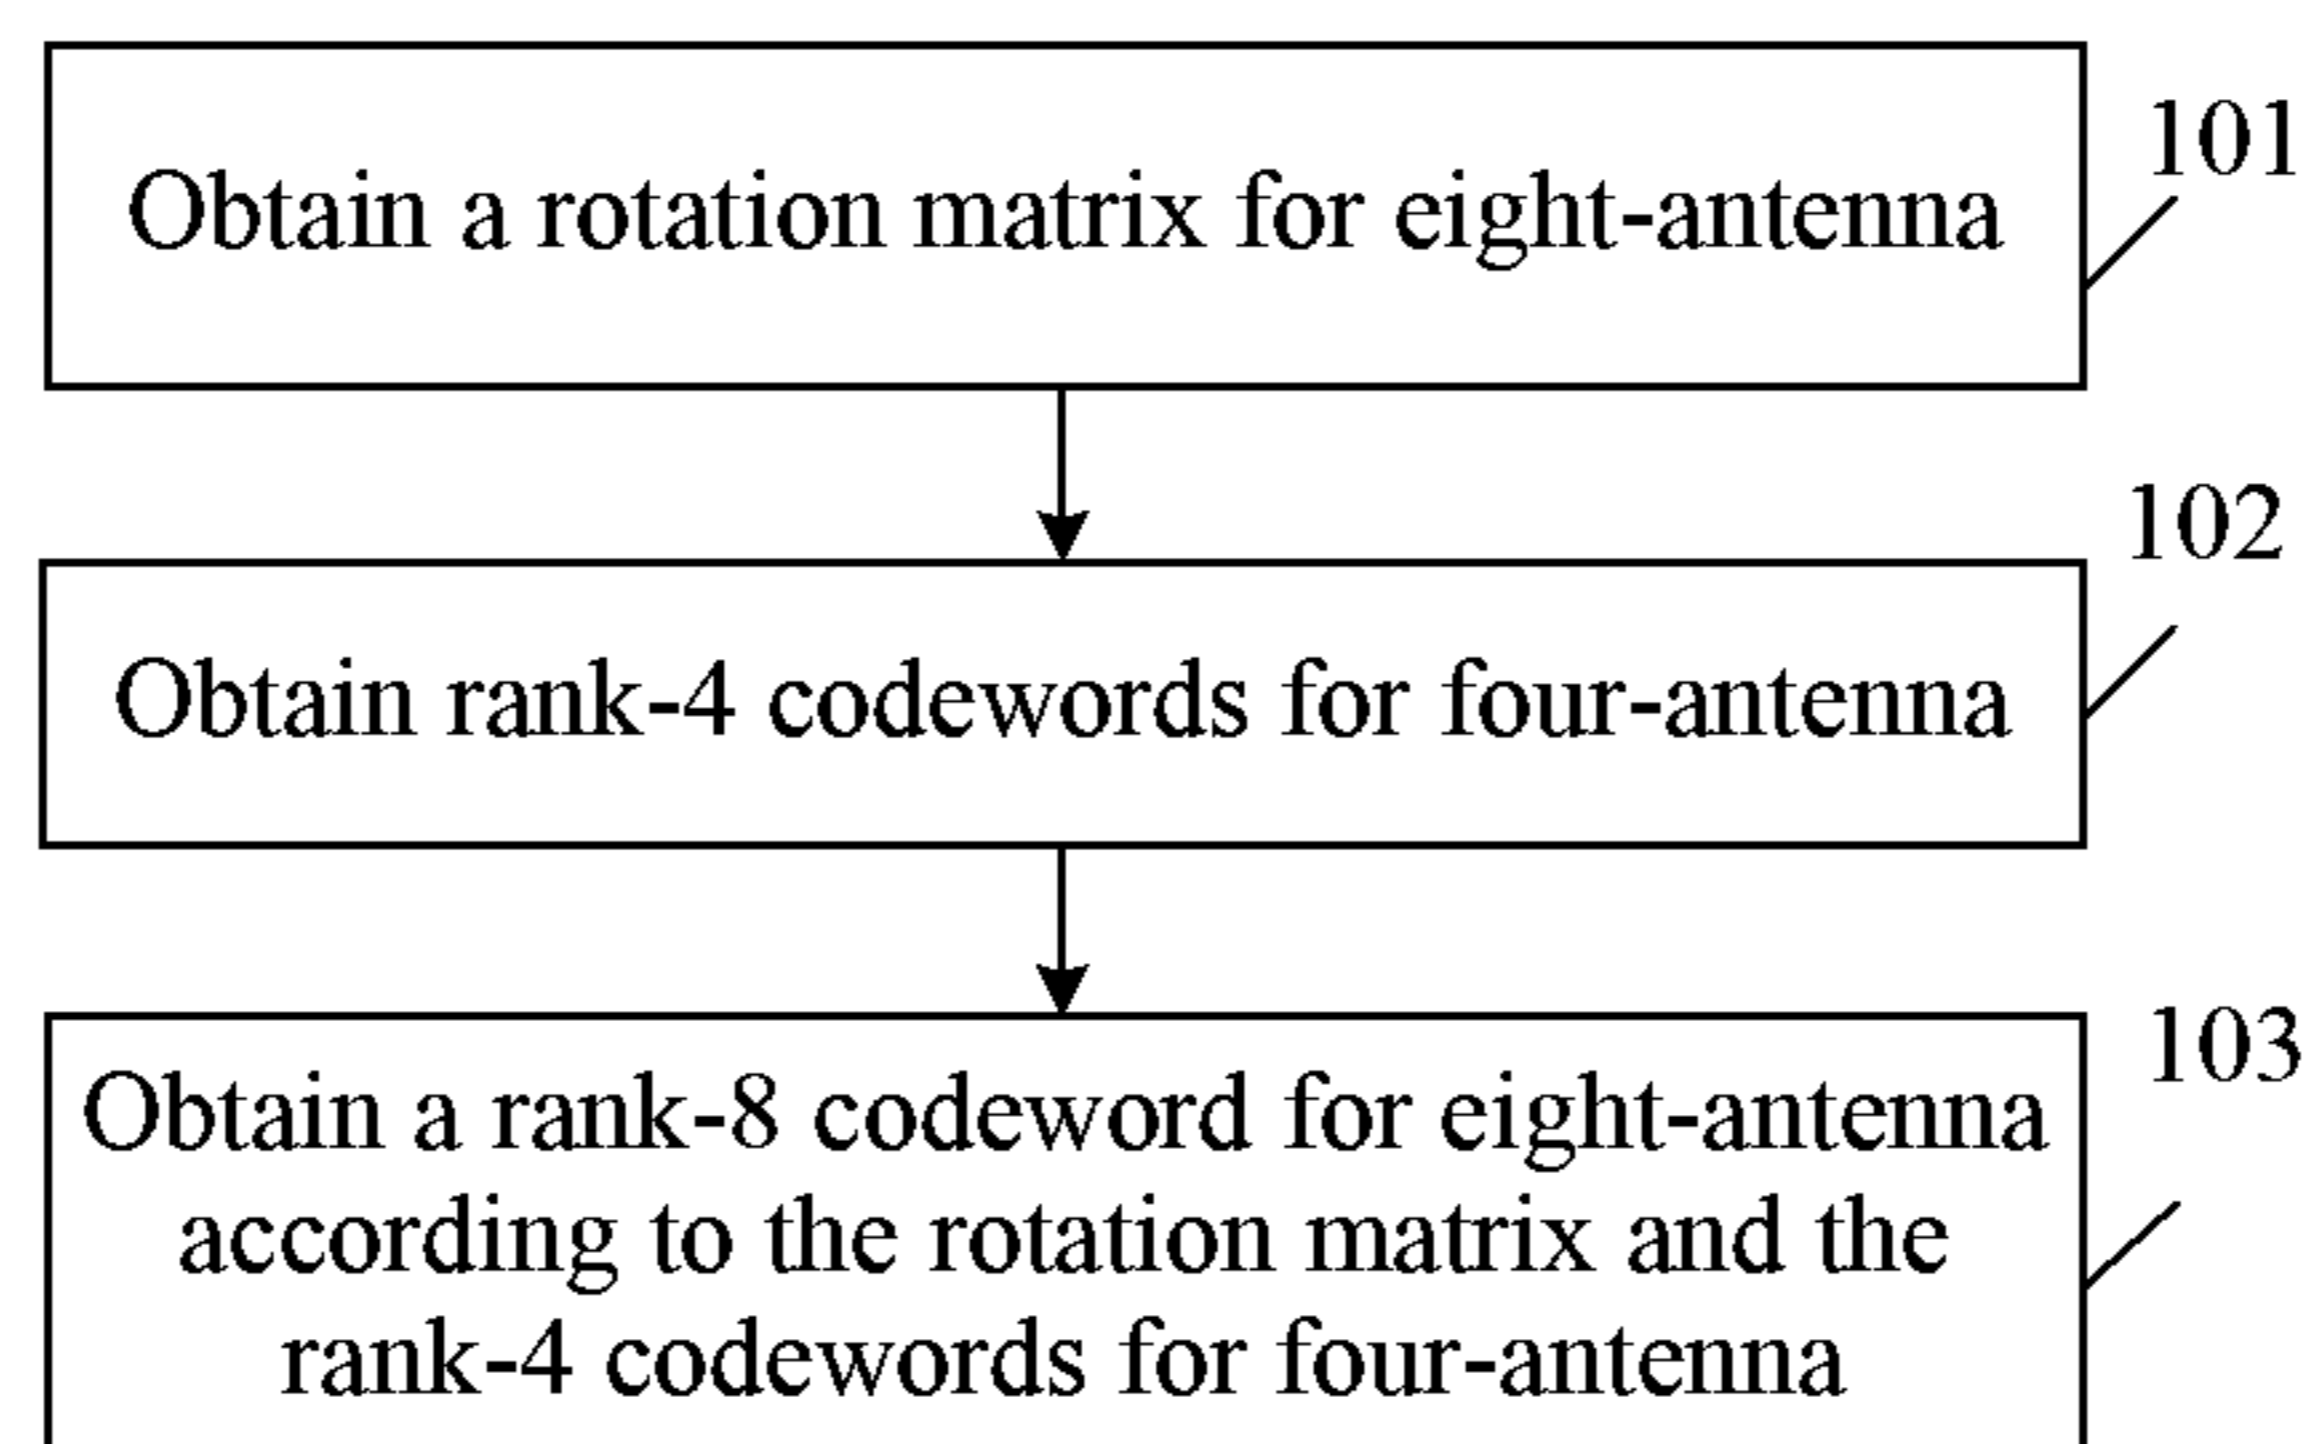 101
Obtain a rotation matrix for eight-antenna
102
Obtain rank-4 codewords for four-antenna
103
Obtain a rank-8 codeword for eight-antenna
according to the rotation matrix and the
rank-4 codewords for four-antenna